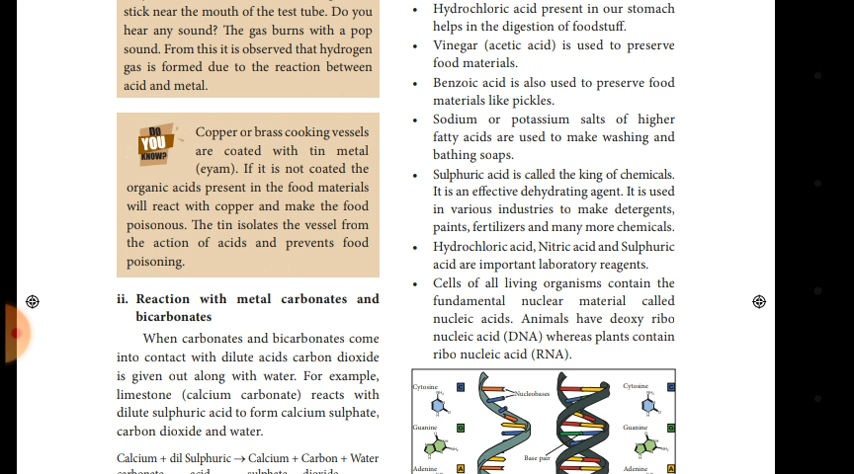 stick near the mouth of the test tube. Do you
hear any sound? The gas burns with a pop
sound. From this it is observed that hydrogen
gas is formed due to the reaction between
acid and metal.
DO
YOU
KNOW?
Copper or brass cooking vessels
are coated with tin metal
(eyam). If it is not coated the
organic acids present in the food materials
will react with copper and make the food
poisonous. The tin isolates the vessel from
the action of acids and prevents food
poisoning.
ii. Reaction with metal carbonates and
bicarbonates
When carbonates and bicarbonates come
into contact with dilute acids carbon dioxide
is given out along with water. For example,
limestone (calcium carbonate) reacts with
dilute sulphuric acid to form calcium sulphate,
carbon dioxide and water.
Calcium + dil Sulphuric → Calcium + Carbon + Water
carbonate acid sulphate dioxide
• Hydrochloric acid present in our stomach
helps in the digestion of foodstuff.
• Vinegar (acetic acid) is used to preserve
food materials.
• Benzoic acid is also used to preserve food
materials like pickles.
• Sodium or potassium salts of higher
fatty acids are used to make washing and
bathing soaps.
• Sulphuric acid is called the king of chemicals.
It is an effective dehydrating agent. It is used
in various industries to make detergents,
paints, fertilizers and many more chemicals.
• Hydrochloric acid, Nitric acid and Sulphuric
acid are important laboratory reagents.
• Cells of all living organisms contain the
fundamental nuclear material called
nucleic acids. Animals have deoxy ribo
nucleic acid (DNA) whereas plants contain
ribo nucleic acid (RNA).
Cytosine C
Nucleobases
Cytosine C
Guanine G
Guanine G
Base pair
Adenine A
Adenine A